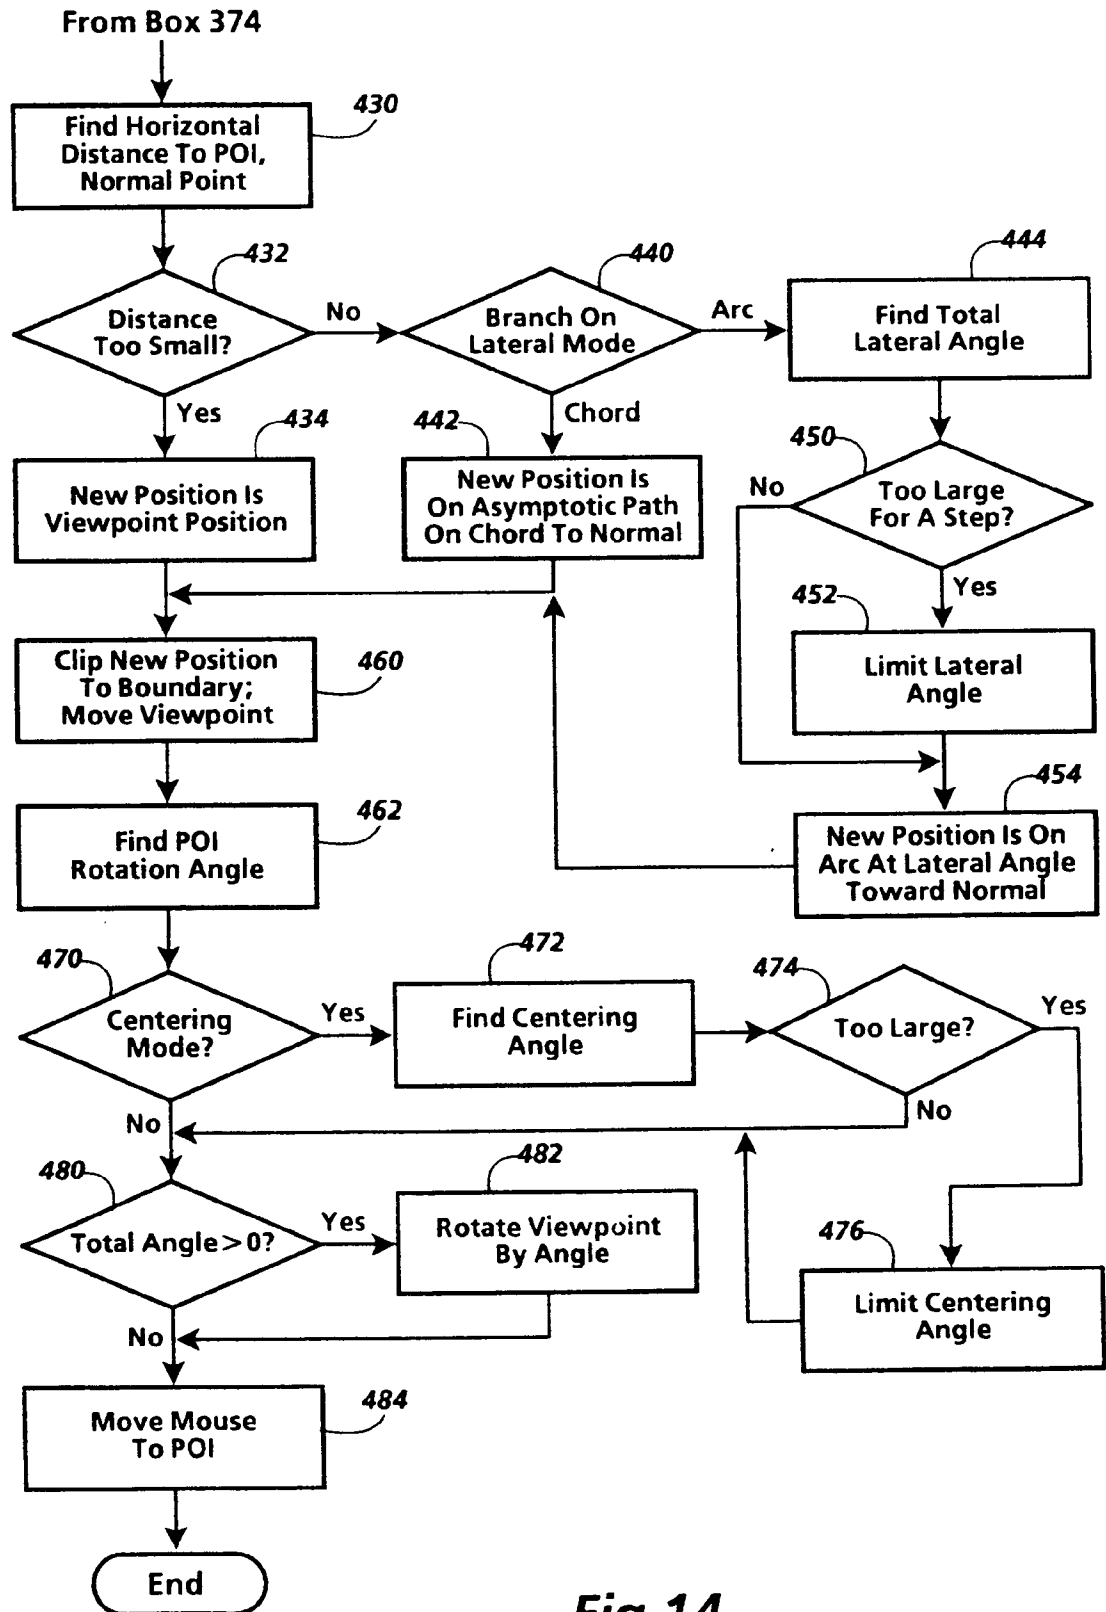 From Box 374
430
Find Horizontal
Distance To POI,
Normal Point
432
Distance
Too Small?
No
Yes
440
Branch On
Lateral Mode
Arc
Chord
444
Find Total
Lateral Angle
434
New Position Is
Viewpoint Position
442
New Position Is
On Asymptotic Path
On Chord To Normal
450
Too Large
For A Step?
No
Yes
452
Limit Lateral
Angle
454
New Position Is On
Arc At Lateral Angle
Toward Normal
460
Clip New Position
To Boundary;
Move Viewpoint
462
Find POI
Rotation Angle
470
Centering
Mode?
Yes
No
472
Find Centering
Angle
474
Too Large?
Yes
No
476
Limit Centering
Angle
480
Total Angle > 0?
Yes
No
482
Rotate Viewpoint
By Angle
484
Move Mouse
To POI
End
Fig. 14